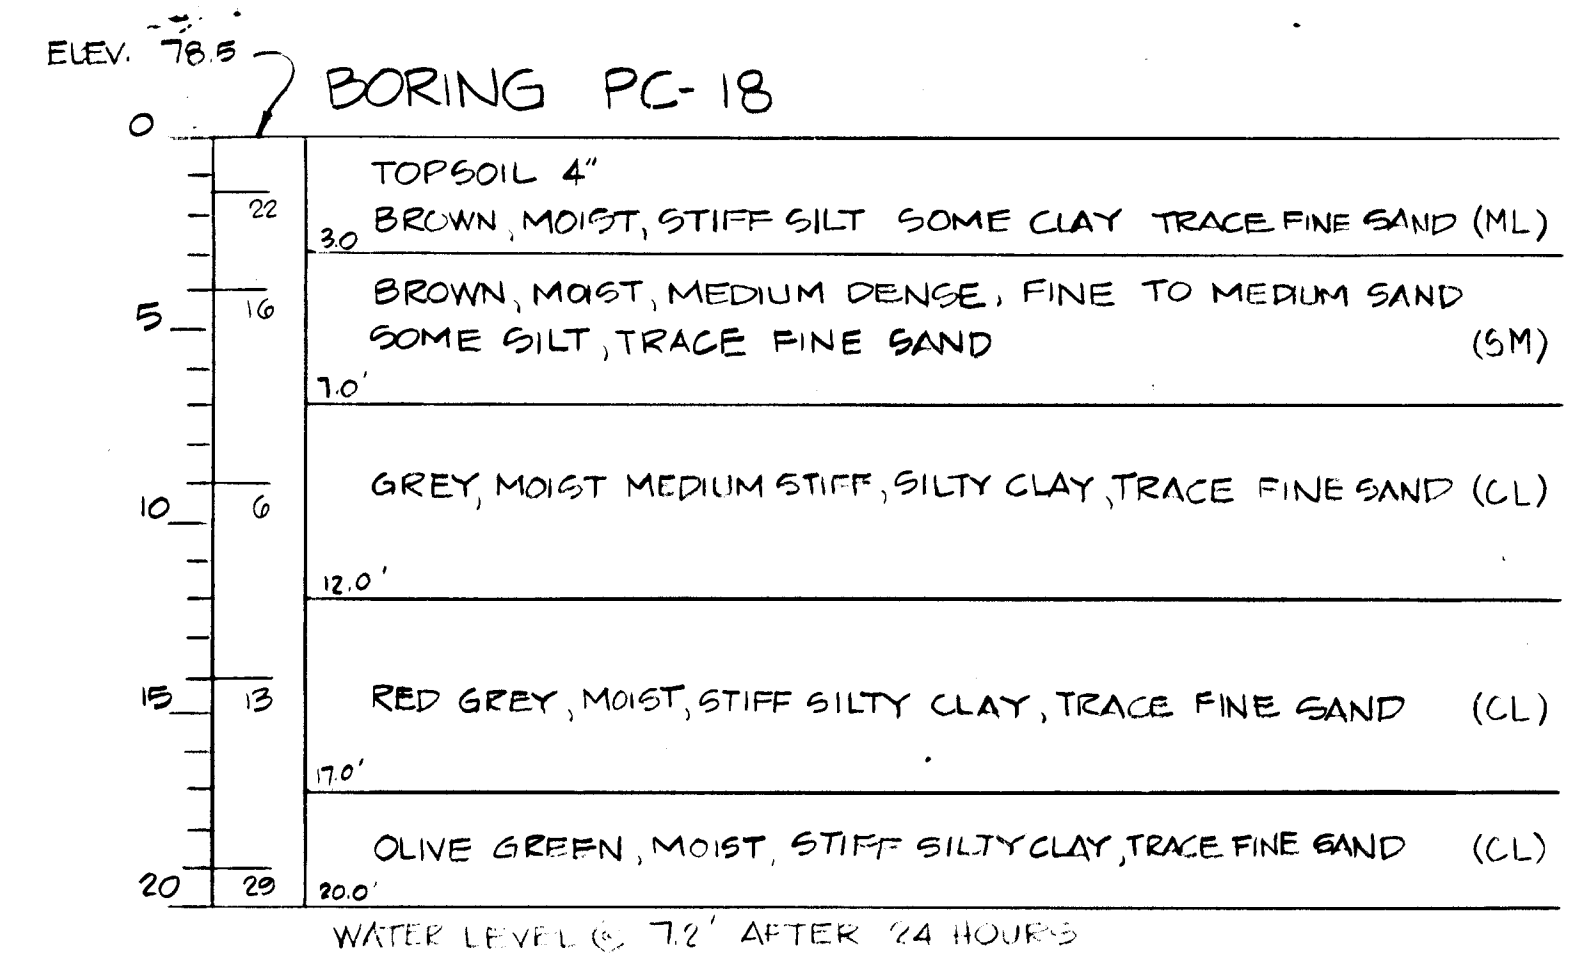 ELEV. 78.5
BORING PC-18
0
TOPSOIL 4"
22
BROWN, MOIST, STIFF SILT SOME CLAY TRACE FINE SAND (ML)
3.0
BROWN, MOIST, MEDIUM DENSE, FINE TO MEDIUM SAND
5
16
SOME SILT, TRACE FINE SAND (SM)
7.0'
GREY, MOIST MEDIUM STIFF, SILTY CLAY, TRACE FINE SAND (CL)
10
6
12.0'
15
13
RED GREY, MOIST, STIFF SILTY CLAY, TRACE FINE SAND (CL)
17.0'
OLIVE GREEN, MOIST, STIFF SILTY CLAY, TRACE FINE SAND (CL)
20
29
20.0'
WATER LEVEL @ 7.2' AFTER 24 HOURS